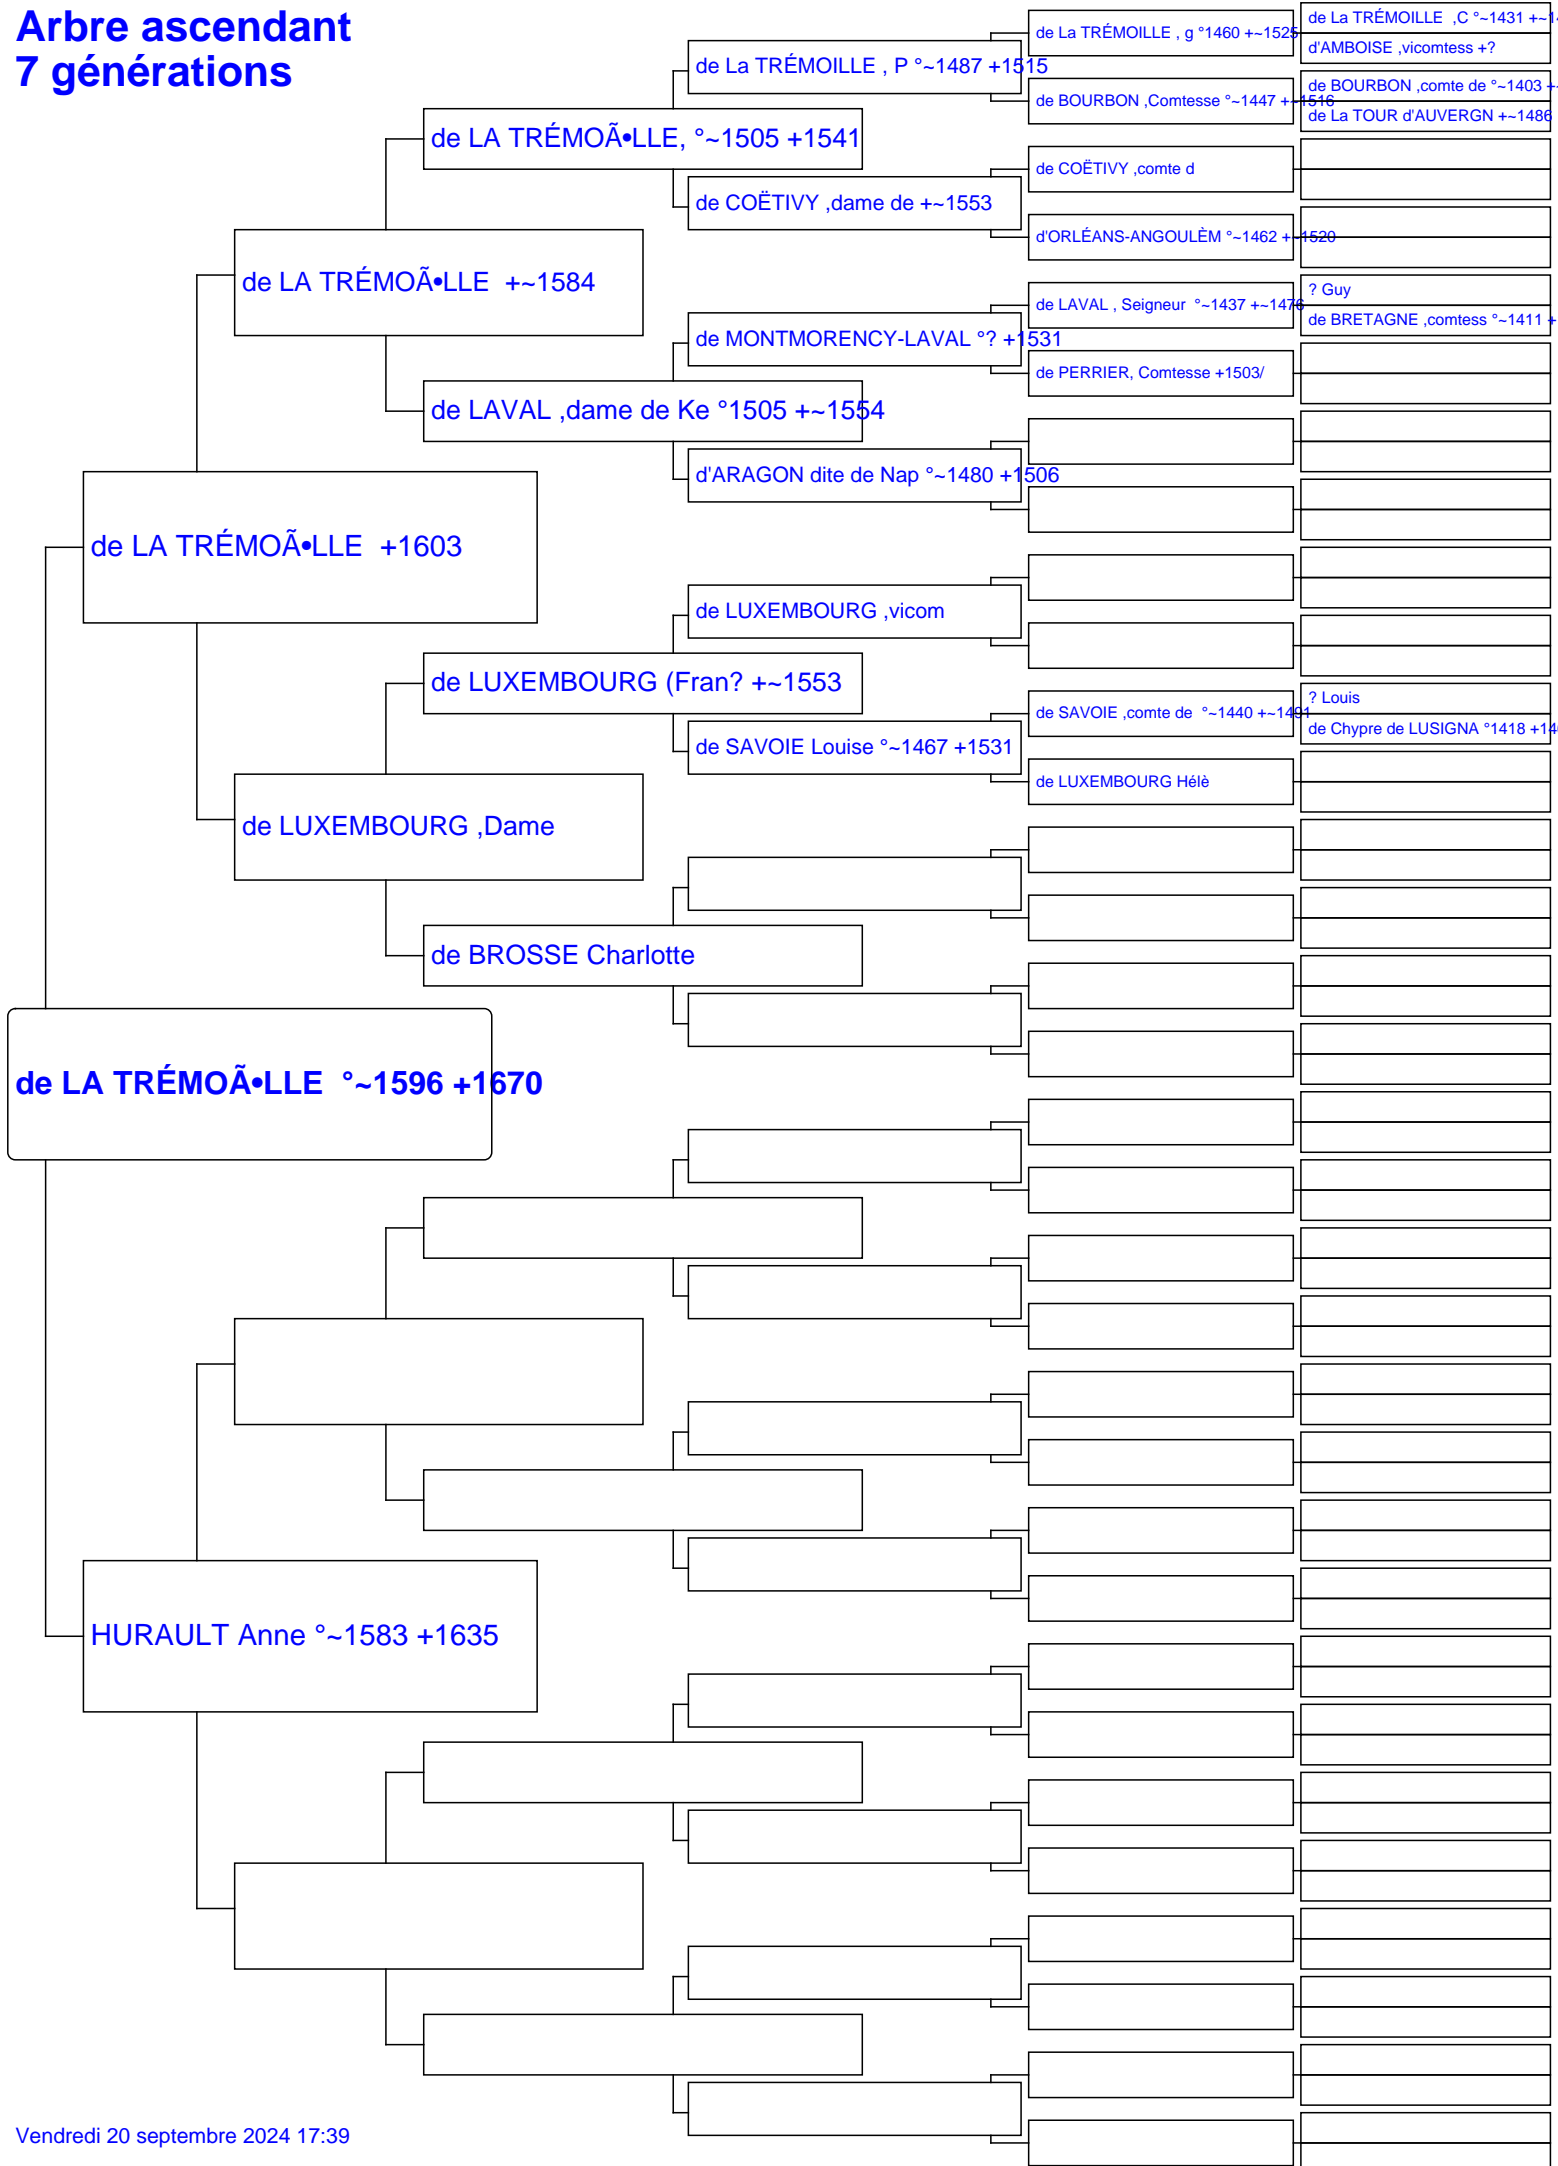 Arbre ascendant
7 générations
de LA TRÉMOÃ•LLE °~1596 +1670
de LA TRÉMOÃ•LLE +1603
HURAULT Anne °~1583 +1635
de LA TRÉMOÃ•LLE +~1584
de LUXEMBOURG ,Dame
de LA TRÉMOÃ•LLE, °~1505 +1541
de LAVAL ,dame de Ke °1505 +~1554
de LUXEMBOURG (Fran? +~1553
de BROSSE Charlotte
de La TRÉMOILLE , P °~1487 +1515
de COËTIVY ,dame de +~1553
de MONTMORENCY-LAVAL °? +1531
d'ARAGON dite de Nap °~1480 +1506
de LUXEMBOURG ,vicom
de SAVOIE Louise °~1467 +1531
de La TRÉMOILLE , g °1460 +~1525
de BOURBON ,Comtesse °~1447 +~1516
de COËTIVY ,comte d
d'ORLÉANS-ANGOULÈM °~1462 +~1520
de LAVAL , Seigneur °~1437 +~1476
de PERRIER, Comtesse +1503/
de SAVOIE ,comte de °~1440 +~1491
de LUXEMBOURG Hélè
de La TRÉMOILLE ,C °~1431 +~1
d'AMBOISE ,vicomtess +?
de BOURBON ,comte de °~1403 +
de La TOUR d'AUVERGN +~1486
? Guy
de BRETAGNE ,comtess °~1411 +
? Louis
de Chypre de LUSIGNA °1418 +14
Vendredi 20 septembre 2024 17:39